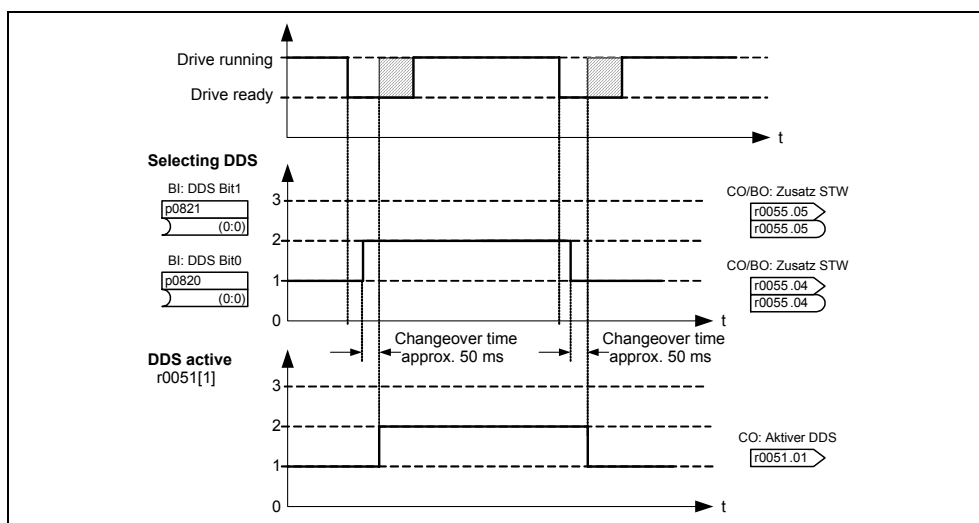 Drive running
Drive ready
t
Selecting DDS
BI: DDS Bit1
p0821
(0:0)
BI: DDS Bit0
p0820
(0:0)
3
2
1
0
t
CO/BO: Zusatz STW
r0055 .05
r0055 .05
CO/BO: Zusatz STW
r0055 .04
r0055 .04
Changeover time
approx. 50 ms
Changeover time
approx. 50 ms
DDS active
r0051[1]
3
2
1
0
t
CO: Aktiver DDS
r0051 .01